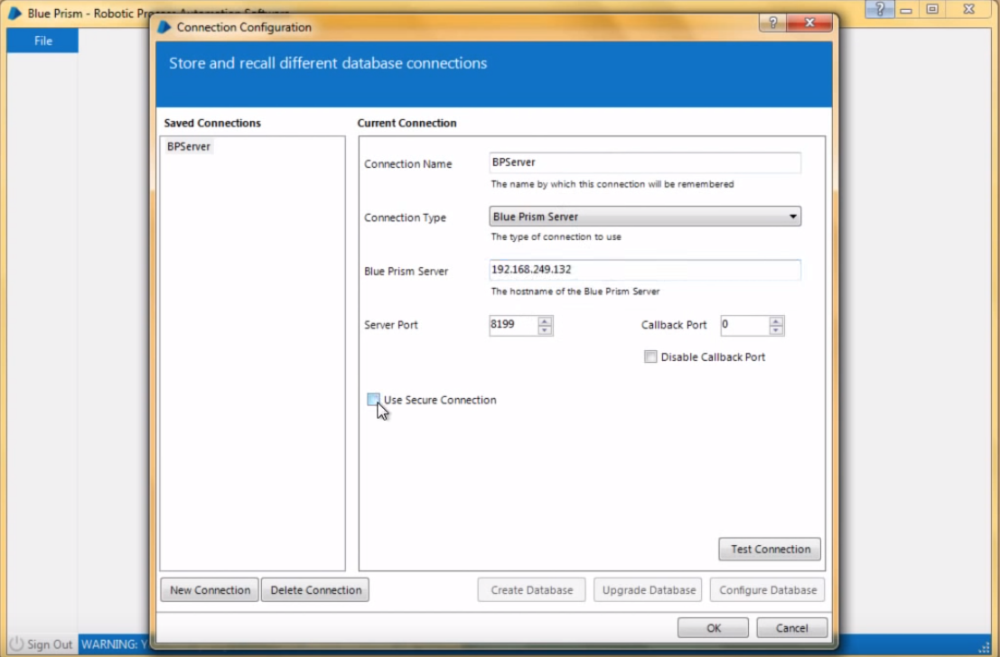 Blue Prism - Robotic Process Automation Software
Connection Configuration
File
Store and recall different database connections
Saved Connections
Current Connection
BPServer
Connection Name
BPServer
The name by which this connection will be remembered
Connection Type
Blue Prism Server
The type of connection to use
Blue Prism Server
192.168.249.132
The hostname of the Blue Prism Server
Server Port
8199
Callback Port
0
Disable Callback Port
Use Secure Connection
Test Connection
New Connection
Delete Connection
Create Database
Upgrade Database
Configure Database
OK
Cancel
Sign Out
WARNING: